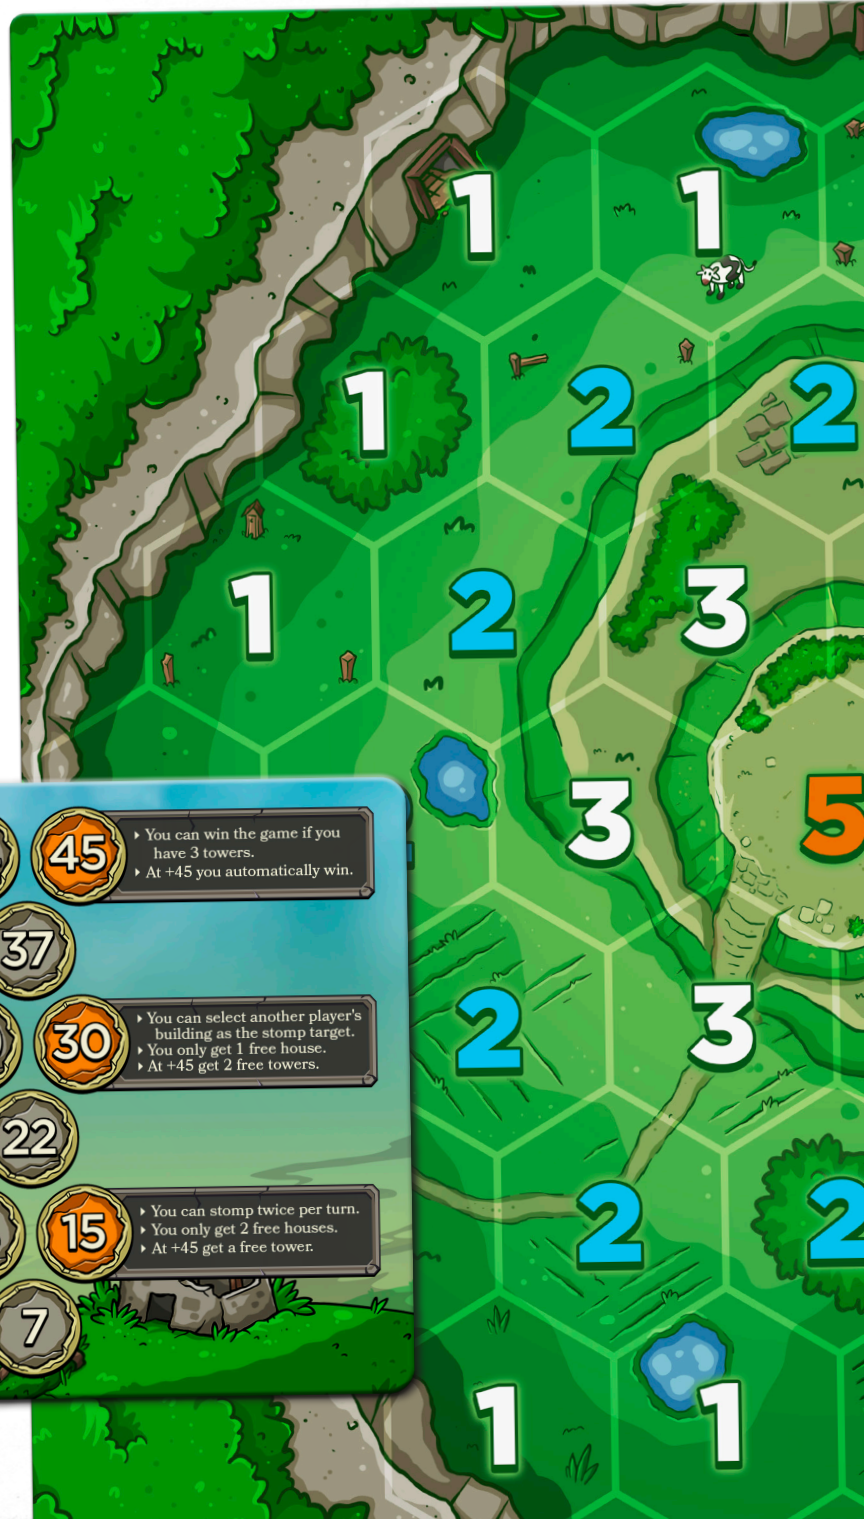 1 1
1 2 2
1 2 3
3 5
45
‣ You can win the game if you
have 3 towers.
‣ At +45 you automatically win.
37
2 3
30
‣ You can select another player's
building as the stomp target.
‣ You only get 1 free house.
‣ At +45 get 2 free towers.
22
2 2
15
‣ You can stomp twice per turn.
‣ You only get 2 free houses.
‣ At +45 get a free tower.
7
1 1